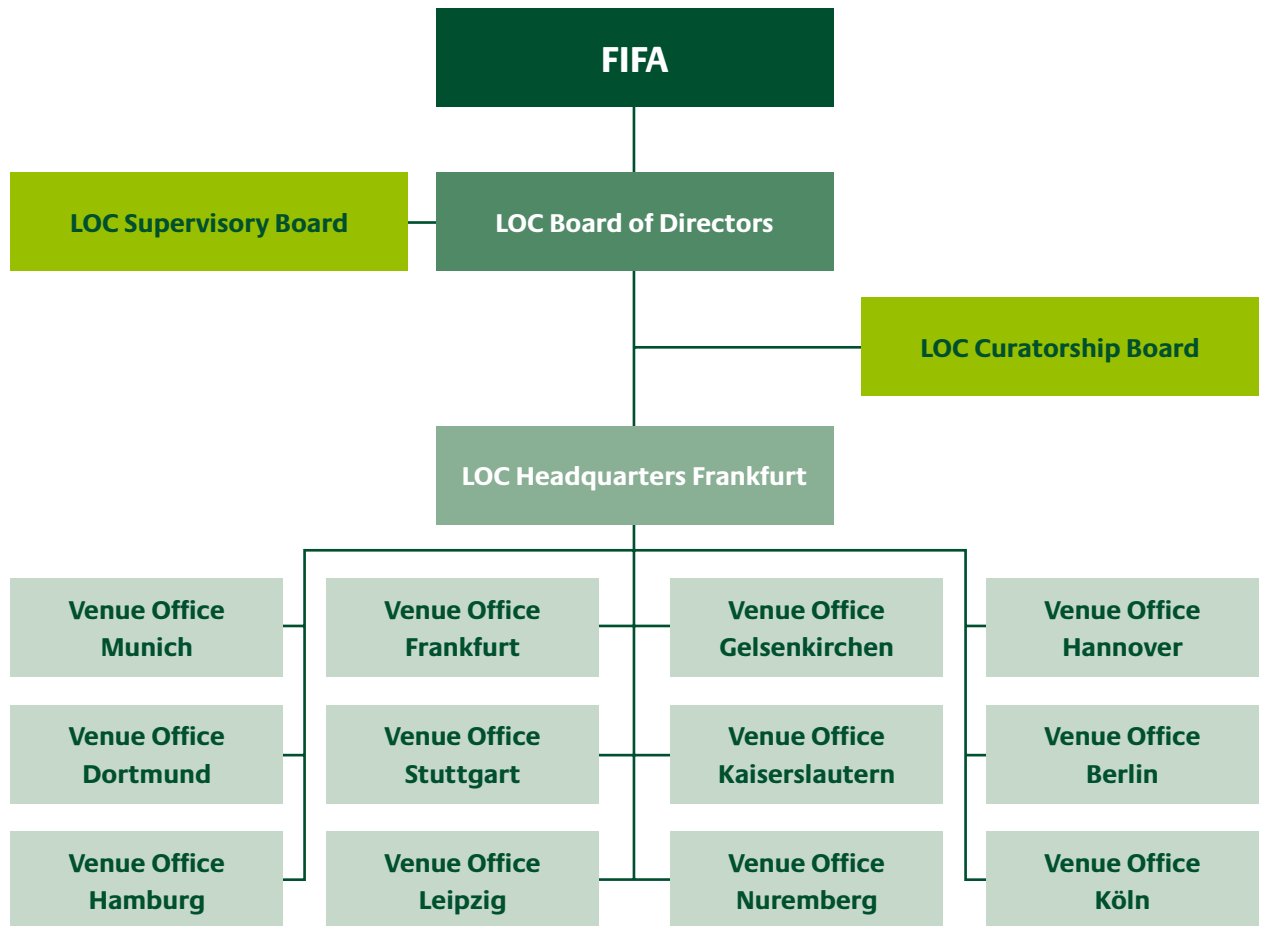 FIFA
LOC Supervisory Board
LOC Board of Directors
LOC Curatorship Board
LOC Headquarters Frankfurt
Venue Office
Munich
Venue Office
Frankfurt
Venue Office
Gelsenkirchen
Venue Office
Hannover
Venue Office
Dortmund
Venue Office
Stuttgart
Venue Office
Kaiserslautern
Venue Office
Berlin
Venue Office
Hamburg
Venue Office
Leipzig
Venue Office
Nuremberg
Venue Office
Köln